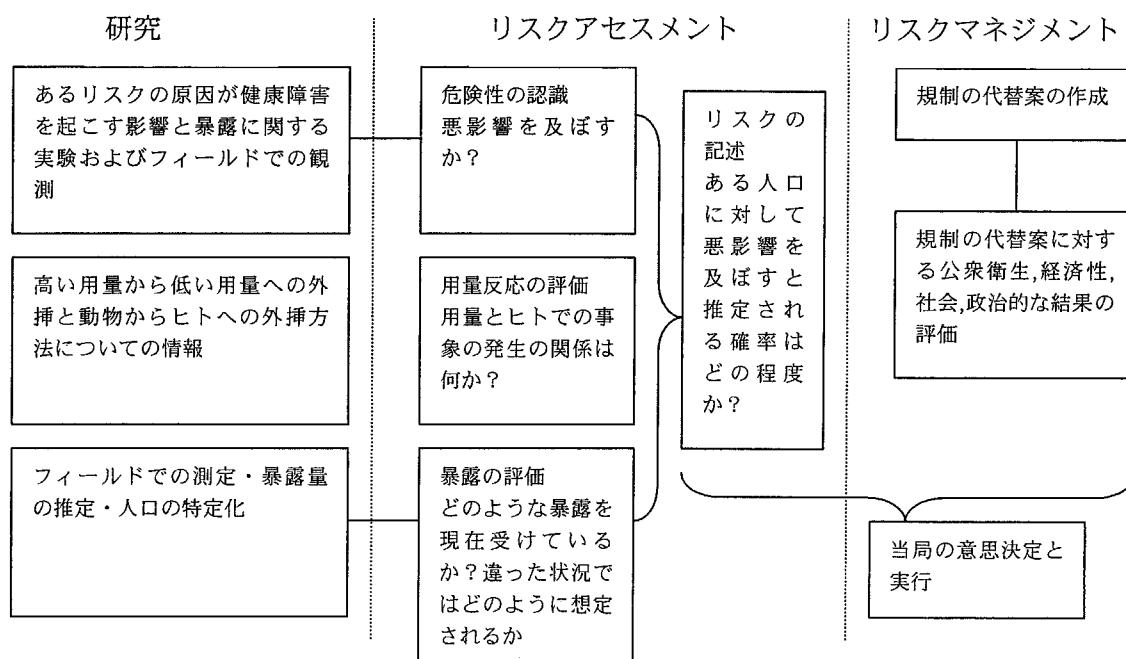 研究
リスクアセスメント
リスクマネジメント
あるリスクの原因が健康障害
を起こす影響と暴露に関する
実験およびフィールドでの観
測
高い用量から低い用量への外
挿と動物からヒトへの外挿方
法についての情報
フィールドでの測定・暴露量
の推定・人口の特定化
危険性の認識
悪影響を及ぼす
か？
用量反応の評価
用量とヒトでの事
象の発生の関係は
何か？
暴露の評価
どのような暴露を
現在受けている
か？違った状況で
はどのように想定
されるか
リスクの
記述
ある人口
に対して
悪影響を
及ぼすと
推定され
る確率は
どの程度
か？
規制の代替案の作成
規制の代替案に対す
る公衆衛生,経済性,
社会,政治的な結果の
評価
当局の意思決定と
実行